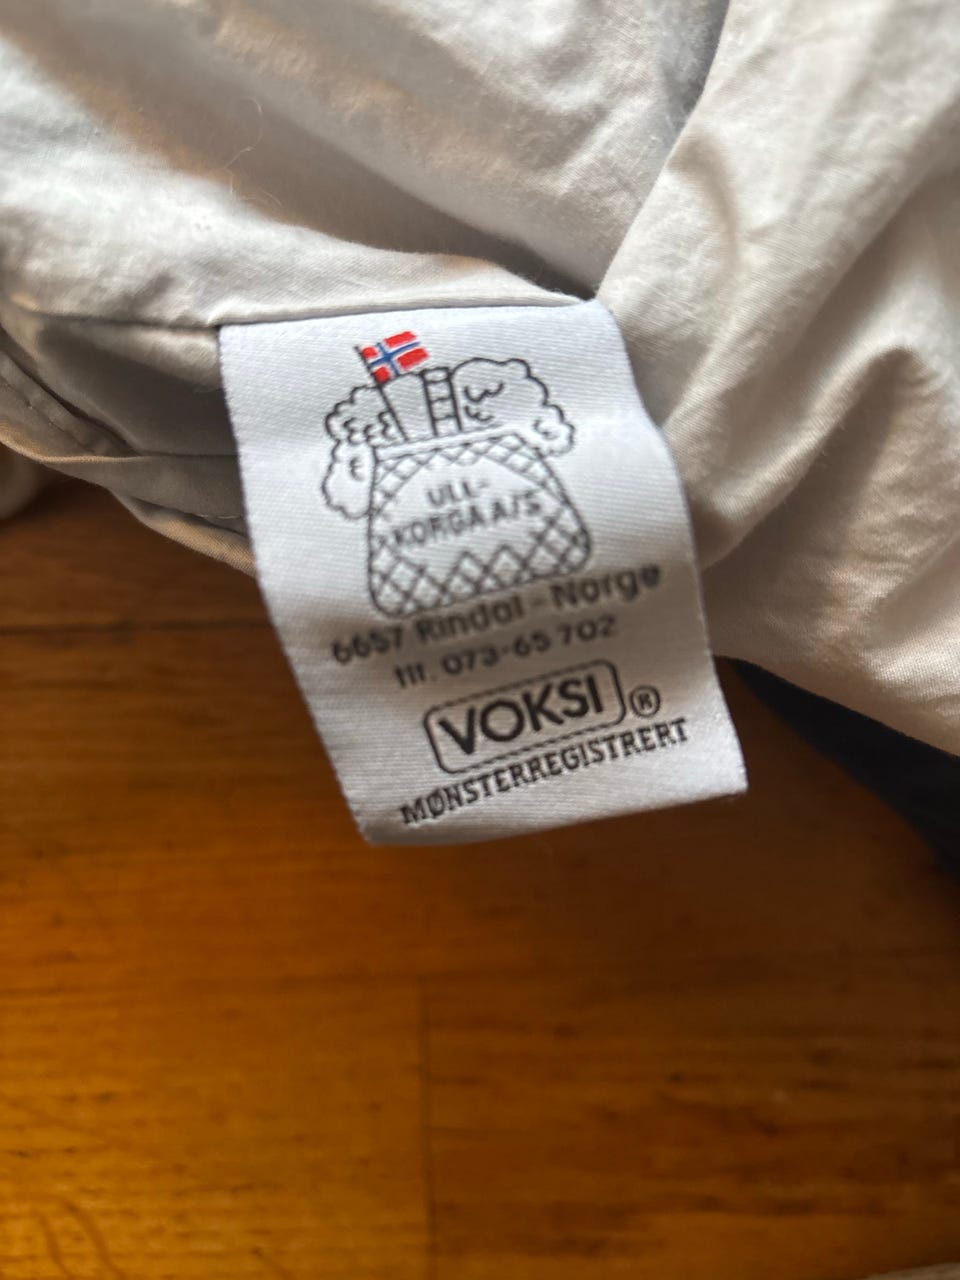 ULL-
KORGA A/S
6657 Rindal - Norge
tlf. 073-65 702
VOKSI ®
MØNSTERREGISTRERT